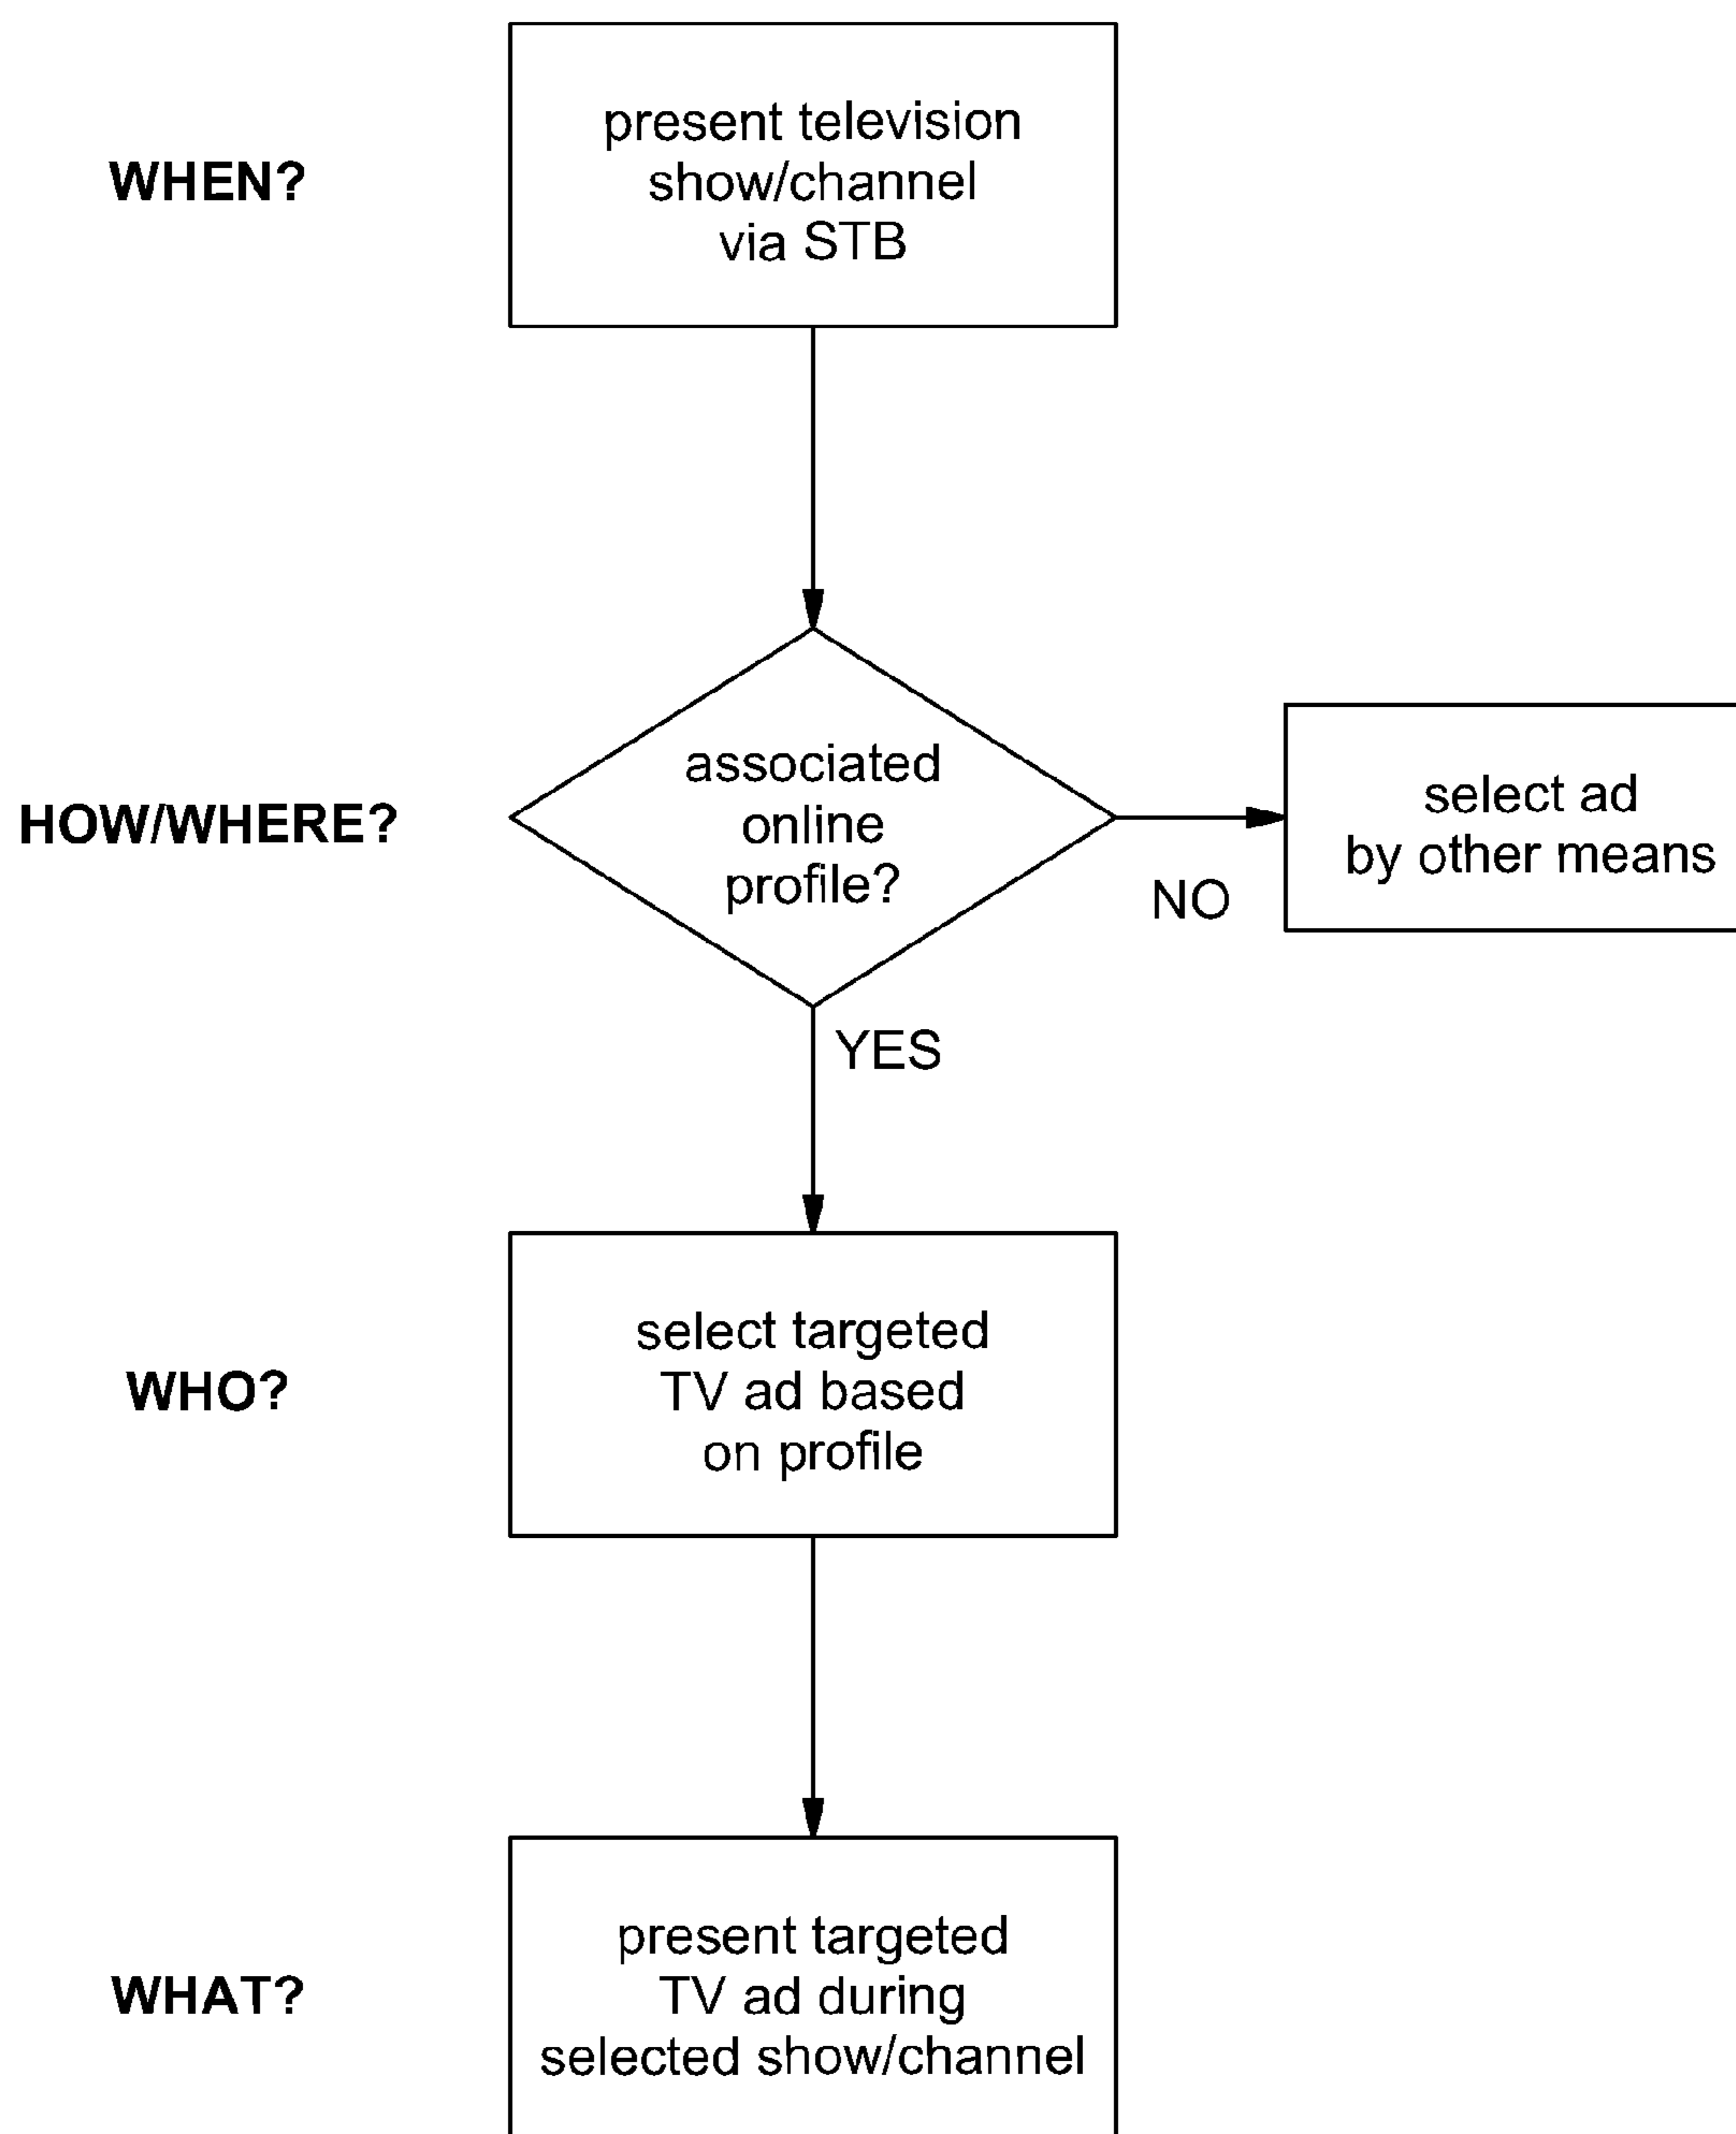 WHEN?
present television
show/channel
via STB
HOW/WHERE?
associated
online
profile?
NO
select ad
by other means
YES
WHO?
select targeted
TV ad based
on profile
WHAT?
present targeted
TV ad during
selected show/channel